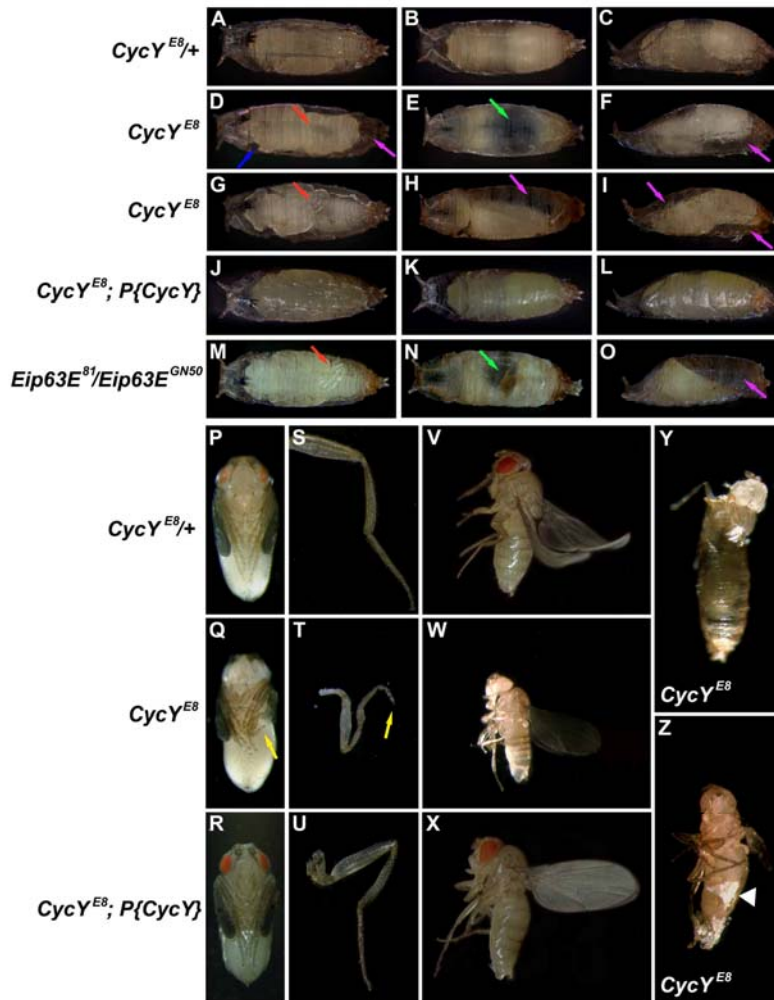 A B C
CycY E8/+
D E F
CycY E8
G H I
CycY E8
J K L
CycY E8; P{CycY}
M N O
Eip63E 81/Eip63E GN50
P S V Y
CycY E8/+
Q T W
CycY E8
CycY E8
Z
R U X
CycY E8; P{CycY}
CycY E8